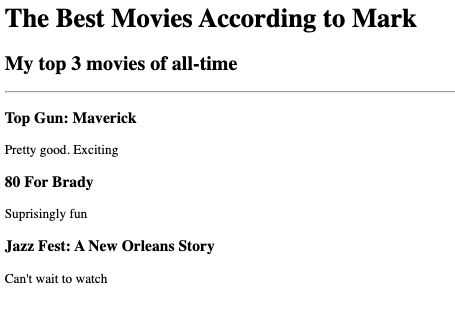 The Best Movies According to Mark
My top 3 movies of all-time
Top Gun: Maverick
Pretty good. Exciting
80 For Brady
Suprisingly fun
Jazz Fest: A New Orleans Story
Can't wait to watch